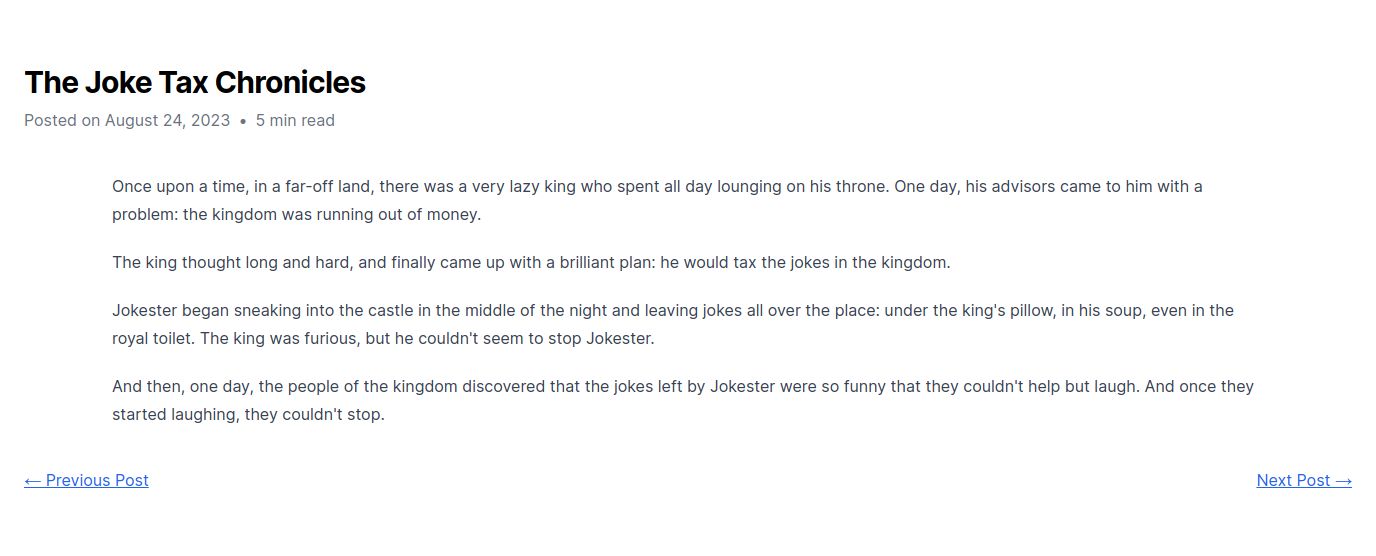 The Joke Tax Chronicles
Posted on August 24, 2023 • 5 min read
Once upon a time, in a far-off land, there was a very lazy king who spent all day lounging on his throne. One day, his advisors came to him with a
problem: the kingdom was running out of money.
The king thought long and hard, and finally came up with a brilliant plan: he would tax the jokes in the kingdom.
Jokester began sneaking into the castle in the middle of the night and leaving jokes all over the place: under the king's pillow, in his soup, even in the
royal toilet. The king was furious, but he couldn't seem to stop Jokester.
And then, one day, the people of the kingdom discovered that the jokes left by Jokester were so funny that they couldn't help but laugh. And once they
started laughing, they couldn't stop.
← Previous Post
Next Post →